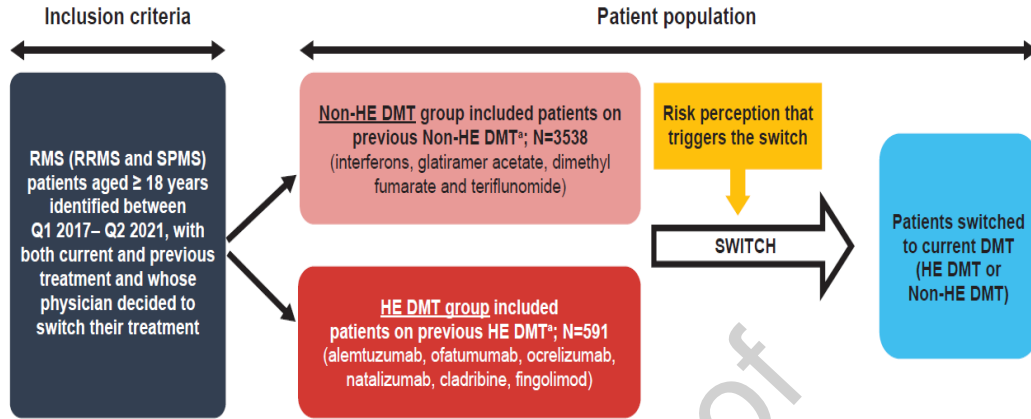 Inclusion criteria
Patient population
RMS (RRMS and SPMS)
patients aged ≥ 18 years
identified between
Q1 2017– Q2 2021, with
both current and previous
treatment and whose
physician decided to
switch their treatment
Non-HE DMT group included patients on
previous Non-HE DMTᵃ; N=3538
(interferons, glatiramer acetate, dimethyl
fumarate and teriflunomide)
HE DMT group included
patients on previous HE DMTᵃ; N=591
(alemtuzumab, ofatumumab, ocrelizumab,
natalizumab, cladribine, fingolimod)
Risk perception that
triggers the switch
SWITCH
Patients switched
to current DMT
(HE DMT or
Non-HE DMT)
of